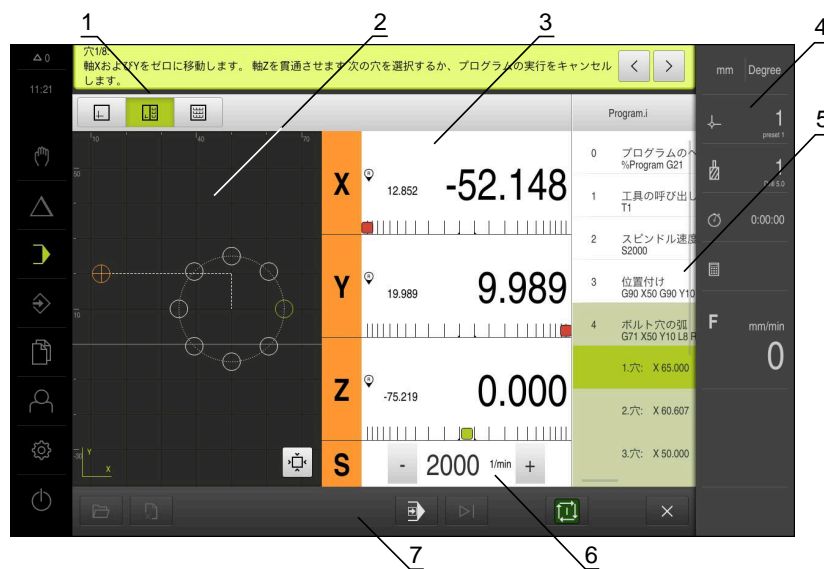 1
2
3
4
5
6
7
0
11:21
穴1/8:
軸XおよびYをゼロに移動します。 軸Zを貫通させます 次の穴を選択するか、プログラムの実行をキャンセル
します。
mm Degree
1
preset 1
1
0:00:00
F mm/min
0
10 40 70
50
10
Y
X
X R 12.852 -52.148
Y R 19.989 9.989
Z R -75.219 0.000
S - 2000 1/min +
Program.i
0 プログラムのヘ
%Program G21
1 工具の呼び出し
T1
2 スピンドル速度
S2000
3 位置付け
G90 X50 G90 Y10
4 ボルト穴の弧
G71 X50 Y10 L8 R
1.穴: X 65.000
2.穴: X 60.607
3.穴: X 50.000